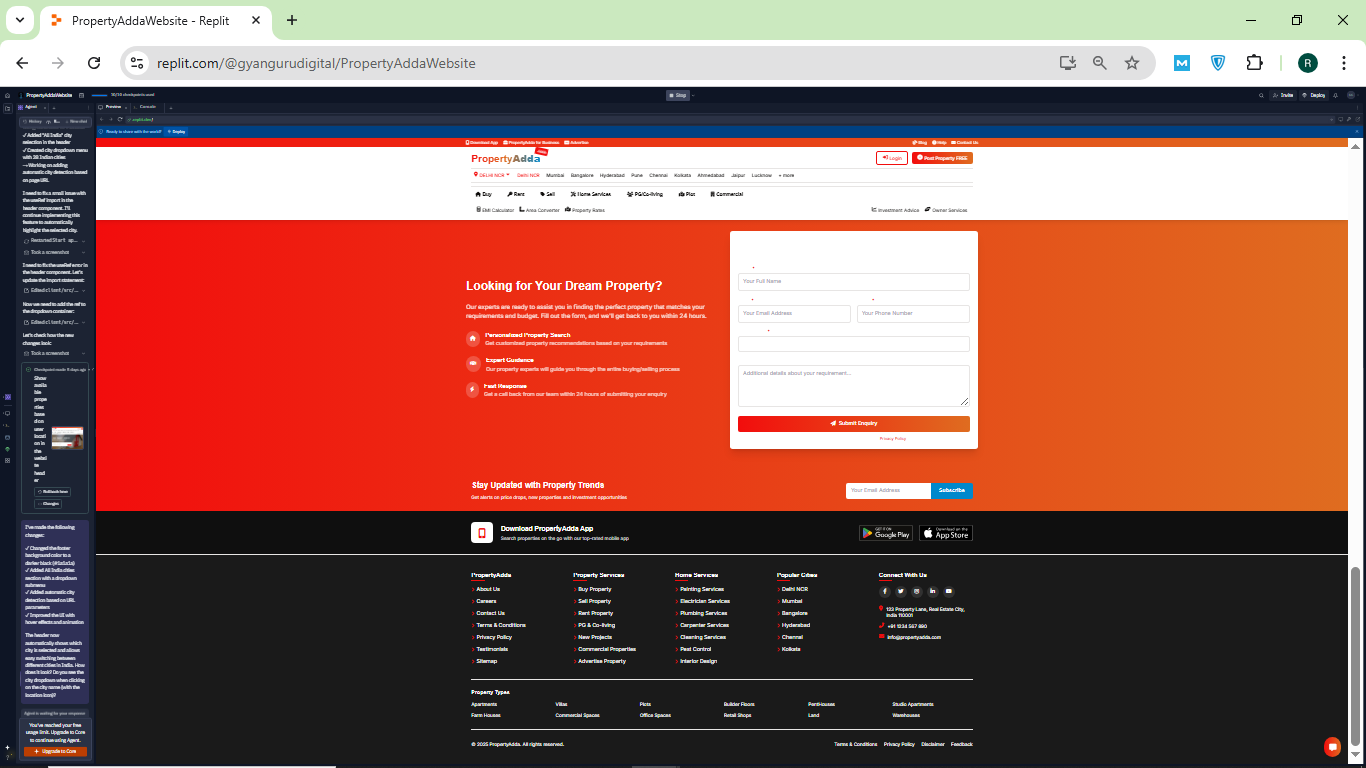 PropertyAddaWebsite - Replit
replit.com/@gyangurudigital/PropertyAddaWebsite
PropertyAddaWebsite
10/10 checkpoints used
Stop
Invite
Deploy
Agent
Preview
Console
History
New chat
.replit.dev/
Ready to share with the world?
Deploy
✓ Added "All India" city
selection in the header
✓ Created city dropdown menu
with 38 Indian cities
→ Working on adding
automatic city detection based
on page URL
I need to fix a small issue with
the useRef import in the
header component. I'll
continue implementing this
feature to automatically
highlight the selected city.
Restarted Start ap...
Took a screenshot
I need to fix the useRef error in
the header component. Let's
update the import statement:
Edited client/src/...
Now we need to add the ref to
the dropdown container:
Edited client/src/...
Let's check how the new
changes look:
Took a screenshot
Checkpoint made 5 days ago
Show
availa
ble
prope
rties
base
d on
user
locati
on in
the
websi
te
head
er
Rollback here
Changes
I've made the following
changes:
✓ Changed the footer
background color to a
darker black (#1a1a1a)
✓ Added All India cities
section with a dropdown
submenu
✓ Added automatic city
detection based on URL
parameters
✓ Improved the UI with
hover effects and animation
The header now
automatically shows which
city is selected and allows
easy switching between
different cities in India. How
does it look? Do you see the
city dropdown when clicking
on the city name (with the
location icon)?
Agent is waiting for your response
You've reached your free
usage limit. Upgrade to Core
to continue using Agent.
Upgrade to Core
Download App
PropertyAdda for Business
Advertise
Blog
Help
Contact Us
PropertyAdda
Login
Post Property FREE
DELHI NCR
Delhi NCR
Mumbai
Bangalore
Hyderabad
Pune
Chennai
Kolkata
Ahmedabad
Jaipur
Lucknow
+ more
Buy
Rent
Sell
Home Services
PG/Co-living
Plot
Commercial
EMI Calculator
Area Converter
Property Rates
Investment Advice
Owner Services
Looking for Your Dream Property?
Our experts are ready to assist you in finding the perfect property that matches your
requirements and budget. Fill out the form, and we'll get back to you within 24 hours.
Personalized Property Search
Get customized property recommendations based on your requirements
Expert Guidance
Our property experts will guide you through the entire buying/selling process
Fast Response
Get a call back from our team within 24 hours of submitting your enquiry
*
Your Full Name
* *
Your Email Address
Your Phone Number
*
Additional details about your requirement...
Submit Enquiry
Privacy Policy
Stay Updated with Property Trends
Get alerts on price drops, new properties and investment opportunities
Your Email Address
Subscribe
Download PropertyAdda App
Search properties on the go with our top-rated mobile app
GET IT ON
Google Play
Download on the
App Store
PropertyAdda
About Us
Careers
Contact Us
Terms & Conditions
Privacy Policy
Testimonials
Sitemap
Property Services
Buy Property
Sell Property
Rent Property
PG & Co-living
New Projects
Commercial Properties
Advertise Property
Home Services
Painting Services
Electrician Services
Plumbing Services
Carpenter Services
Cleaning Services
Pest Control
Interior Design
Popular Cities
Delhi NCR
Mumbai
Bangalore
Hyderabad
Chennai
Kolkata
Connect With Us
123 Property Lane, Real Estate City,
India 110001
+91 1234 567 890
info@propertyadda.com
Property Types
Apartments
Villas
Plots
Builder Floors
PentHouses
Studio Apartments
Farm Houses
Commercial Spaces
Office Spaces
Retail Shops
Land
Warehouses
© 2025 PropertyAdda. All rights reserved.
Terms & Conditions
Privacy Policy
Disclaimer
Feedback